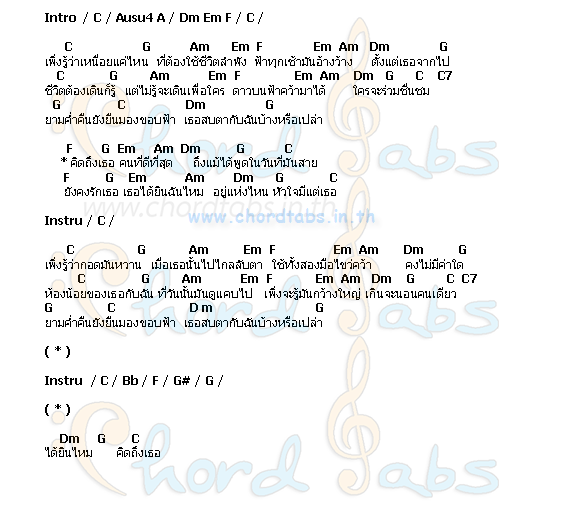 Intro / C / Ausu4 A / Dm Em F / C /
C G Am Em F Em Am Dm G
เพิ่งรู้ว่าเหนื่อยแค่ไหน ที่ต้องใช้ชีวิตลำพัง ฟ้าทุกเช้ามันอ้างว้าง ตั้งแต่เธอจากไป
C G Am Em F Em Am Dm G C C7
ชีวิตต้องเดินก็รู้ แต่ไม่รู้จะเดินเพื่อใคร ดาวบนฟ้าคว้ามาได้ ใครจะร่วมชื่นชม
G C Dm G
ยามค่ำคืนยังยืนมองขอบฟ้า เธอสบตากับฉันบ้างหรือเปล่า
F G Em Am Dm G C
* คิดถึงเธอ คนที่ดีที่สุด ถึงแม้ได้พูดในวันที่มันสาย
F G Em Am Dm G C
ยังคงรักเธอ เธอได้ยินฉันไหม อยู่แห่งไหน หัวใจมีแต่เธอ
www.chordtabs.in.th
Instru / C /
C G Am Em F Em Am Dm G
เพิ่งรู้ว่ากอดมันหวาน เมื่อเธอนั้นไปไกลลับตา ใช้ทั้งสองมือไขว่คว้า คงไม่มีค่าใด
C G Am Em F Em Am Dm G C C7
ห้องน้อยของเธอกับฉัน ที่วันนั้นมันดูแคบไป เพิ่งจะรู้มันกว้างใหญ่ เกินจะนอนคนเดียว
G C Dm G
ยามค่ำคืนยังยืนมองขอบฟ้า เธอสบตากับฉันบ้างหรือเปล่า
( * )
Instru / C / Bb / F / G# / G /
( * )
Dm G C
ได้ยินไหม คิดถึงเธอ